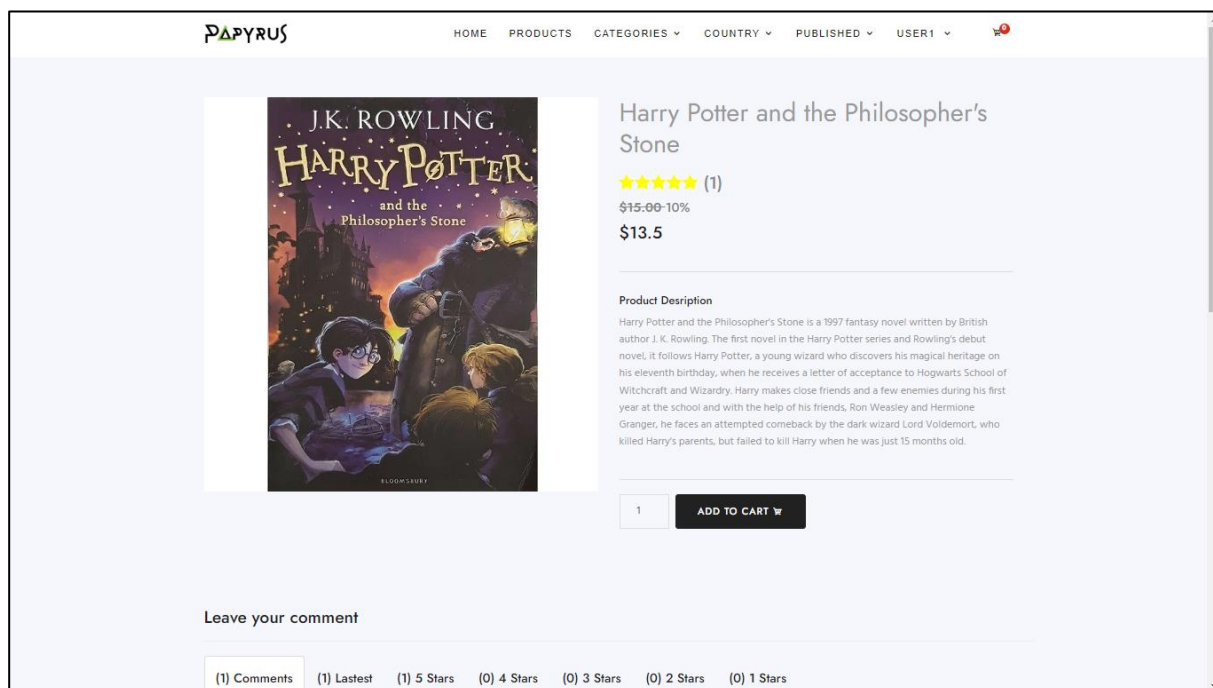 PAPYRUS
HOME PRODUCTS CATEGORIES COUNTRY PUBLISHED USER1 0
J.K. ROWLING
HARRY POTTER
and the
Philosopher's Stone
BLOOMSBURY
Harry Potter and the Philosopher's
Stone
(1)
$15.00-10%
$13.5
Product Desription
Harry Potter and the Philosopher's Stone is a 1997 fantasy novel written by British
author J. K. Rowling. The first novel in the Harry Potter series and Rowling's debut
novel, it follows Harry Potter, a young wizard who discovers his magical heritage on
his eleventh birthday, when he receives a letter of acceptance to Hogwarts School of
Witchcraft and Wizardry. Harry makes close friends and a few enemies during his first
year at the school and with the help of his friends, Ron Weasley and Hermione
Granger, he faces an attempted comeback by the dark wizard Lord Voldemort, who
killed Harry's parents, but failed to kill Harry when he was just 15 months old.
1 ADD TO CART
Leave your comment
(1) Comments (1) Lastest (1) 5 Stars (0) 4 Stars (0) 3 Stars (0) 2 Stars (0) 1 Stars